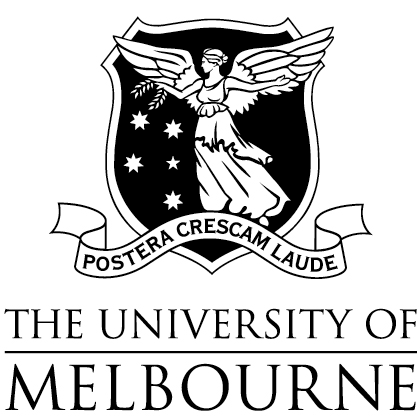 POSTERA CRESCAM LAUDE
THE UNIVERSITY OF
MELBOURNE